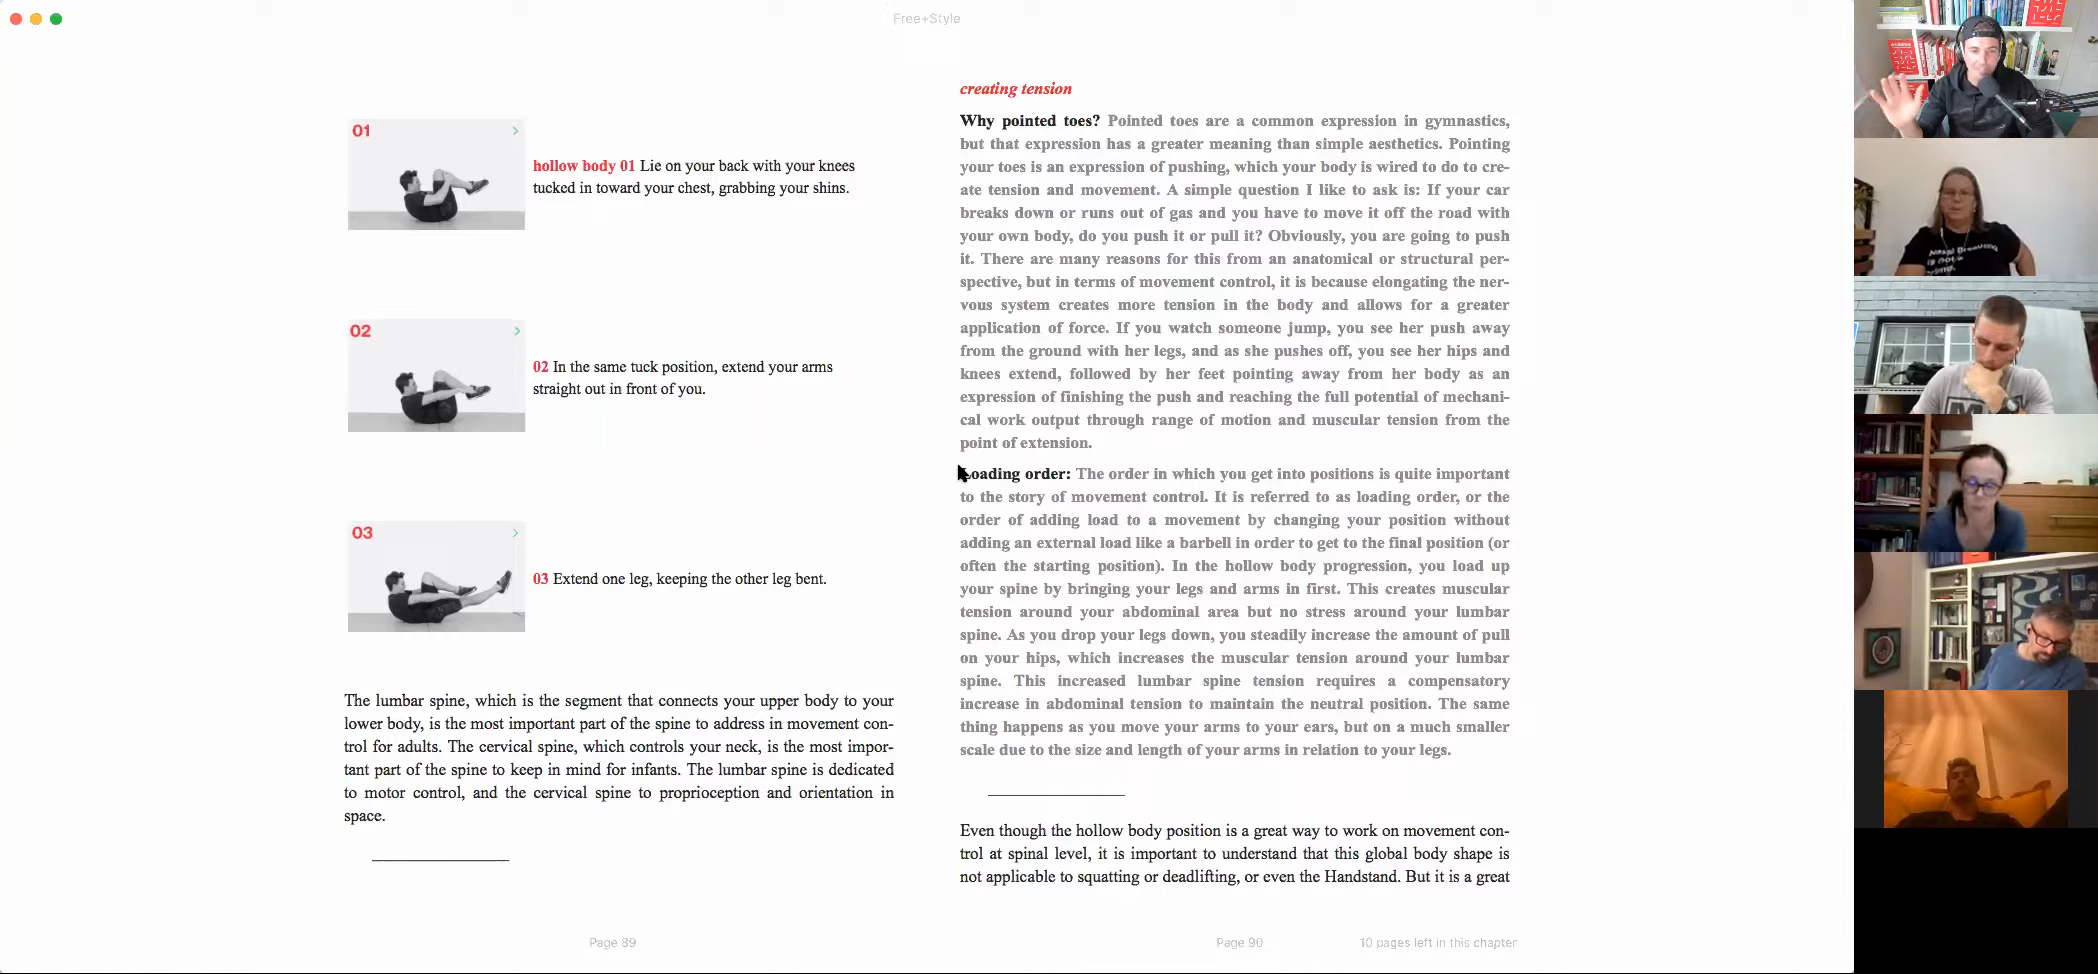 Free+Style
01
hollow body 01 Lie on your back with your knees
tucked in toward your chest, grabbing your shins.
02
02 In the same tuck position, extend your arms
straight out in front of you.
03
03 Extend one leg, keeping the other leg bent.
The lumbar spine, which is the segment that connects your upper body to your
lower body, is the most important part of the spine to address in movement con-
trol for adults. The cervical spine, which controls your neck, is the most impor-
tant part of the spine to keep in mind for infants. The lumbar spine is dedicated
to motor control, and the cervical spine to proprioception and orientation in
space.
Page 89
creating tension
Why pointed toes? Pointed toes are a common expression in gymnastics,
but that expression has a greater meaning than simple aesthetics. Pointing
your toes is an expression of pushing, which your body is wired to do to cre-
ate tension and movement. A simple question I like to ask is: If your car
breaks down or runs out of gas and you have to move it off the road with
your own body, do you push it or pull it? Obviously, you are going to push
it. There are many reasons for this from an anatomical or structural per-
spective, but in terms of movement control, it is because elongating the ner-
vous system creates more tension in the body and allows for a greater
application of force. If you watch someone jump, you see her push away
from the ground with her legs, and as she pushes off, you see her hips and
knees extend, followed by her feet pointing away from her body as an
expression of finishing the push and reaching the full potential of mechani-
cal work output through range of motion and muscular tension from the
point of extension.
Loading order: The order in which you get into positions is quite important
to the story of movement control. It is referred to as loading order, or the
order of adding load to a movement by changing your position without
adding an external load like a barbell in order to get to the final position (or
often the starting position). In the hollow body progression, you load up
your spine by bringing your legs and arms in first. This creates muscular
tension around your abdominal area but no stress around your lumbar
spine. As you drop your legs down, you steadily increase the amount of pull
on your hips, which increases the muscular tension around your lumbar
spine. This increased lumbar spine tension requires a compensatory
increase in abdominal tension to maintain the neutral position. The same
thing happens as you move your arms to your ears, but on a much smaller
scale due to the size and length of your arms in relation to your legs.
Even though the hollow body position is a great way to work on movement con-
trol at spinal level, it is important to understand that this global body shape is
not applicable to squatting or deadlifting, or even the Handstand. But it is a great
Page 90
10 pages left in this chapter